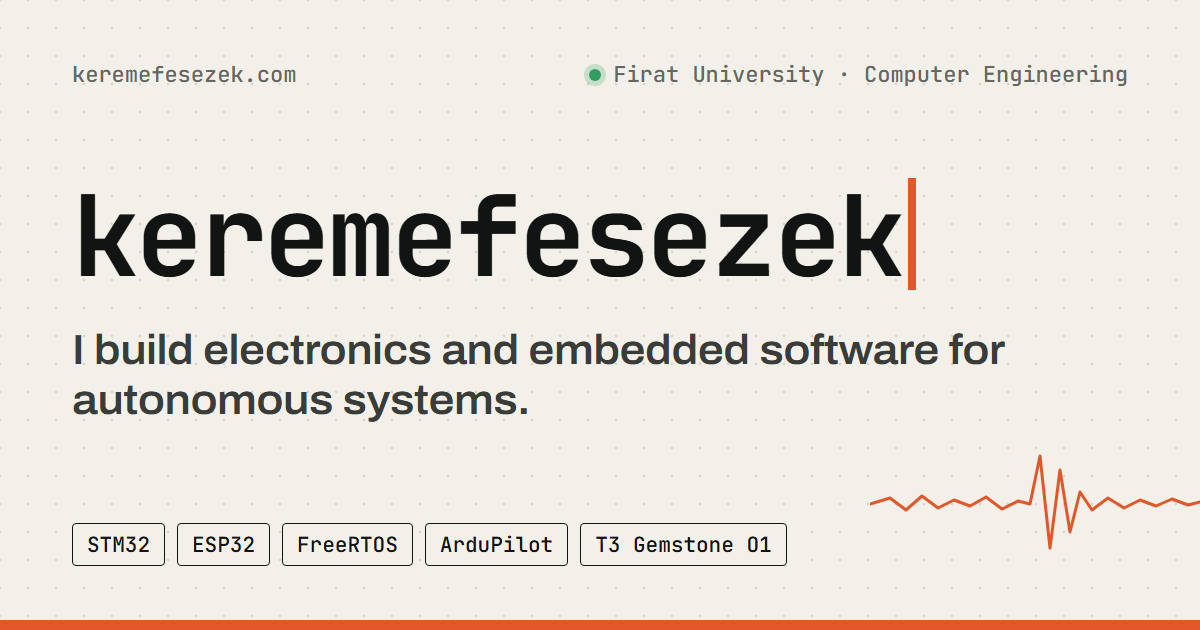 keremefesezek.com
Firat University · Computer Engineering
keremefesezek
I build electronics and embedded software for
autonomous systems.
STM32
ESP32
FreeRTOS
ArduPilot
T3 Gemstone O1